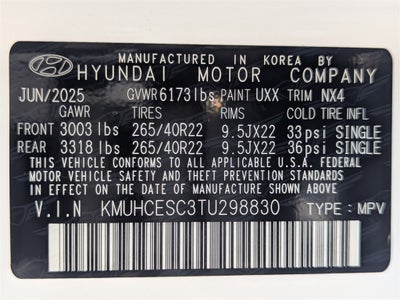 MANUFACTURED IN KOREA BY
HYUNDAI MOTOR COMPANY
JUN/2025 GVWR 6173lbs PAINT UXX TRIM NX4
GAWR TIRES RIMS COLD TIRE INFL
FRONT 3003 lbs 265/40R22 9.5JX22 33psi SINGLE
REAR 3318 lbs 265/40R22 9.5JX22 36psi SINGLE
THIS VEHICLE CONFORMS TO ALL APPLICABLE U.S.A. FEDERAL
MOTOR VEHICLE SAFETY AND THEFT PREVENTION STANDARDS
IN EFFECT ON THE DATE OF MANUFACTURE SHOWN ABOVE.
V.I.N KMUHCESC3TU298830 TYPE: MPV